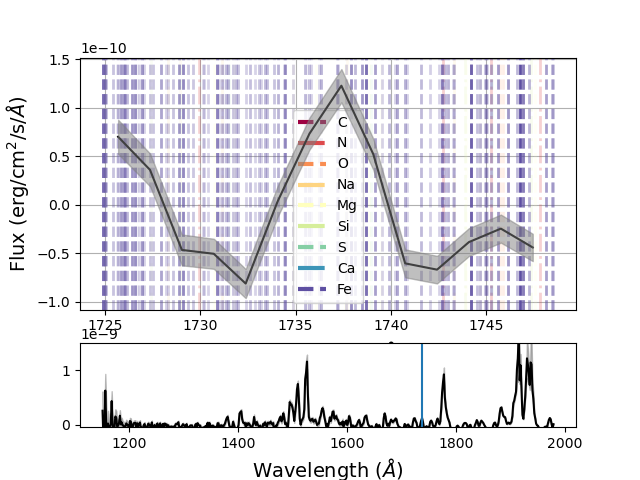 1e−10
1.5
1.0
0.5
0.0
−0.5
−1.0
Flux (erg/cm²/s/Å)
C
N
O
Na
Mg
Si
S
Ca
Fe
1725 1730 1735 1740 1745
1e−9
1
0
1200 1400 1600 1800 2000
Wavelength (Å)